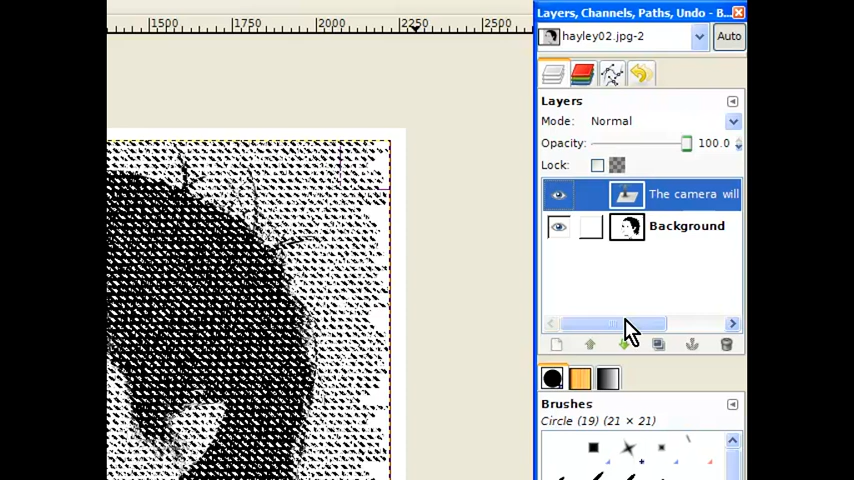 1500 1750 2000 2250 2500
Layers, Channels, Paths, Undo - B...
hayley02.jpg-2
Auto
Layers
Mode: Normal
Opacity: 100.0
Lock:
The camera will
Background
Brushes
Circle (19) (21 × 21)